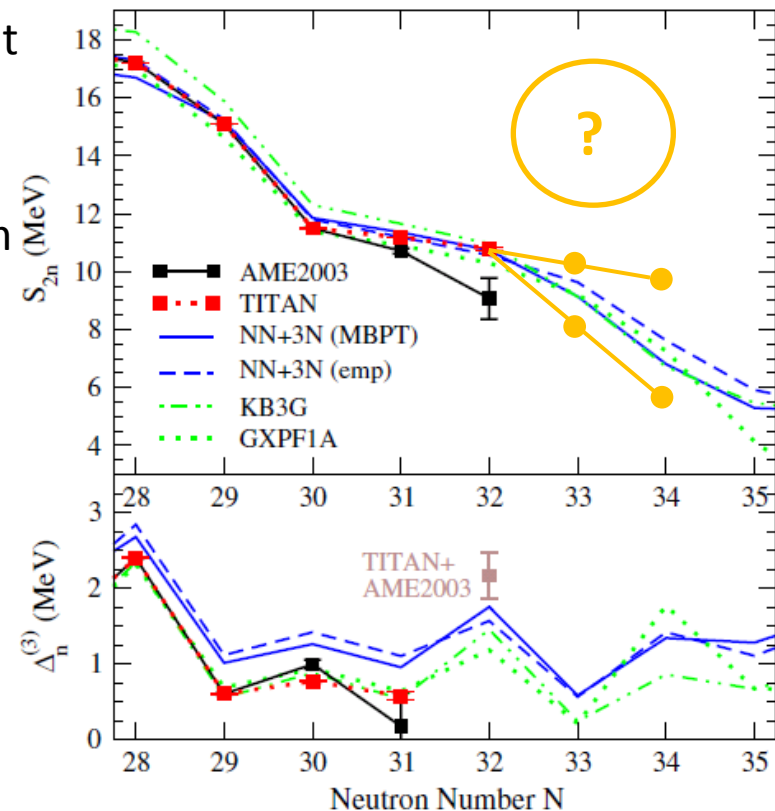 t
n
S2n (MeV)
18
16
14
12
10
8
6
4
?
AME2003
TITAN
NN+3N (MBPT)
NN+3N (emp)
KB3G
GXPF1A
28 29 30 31 32 33 34 35
Δn(3) (MeV)
3
2
1
0
TITAN+
AME2003
28 29 30 31 32 33 34 35
Neutron Number N